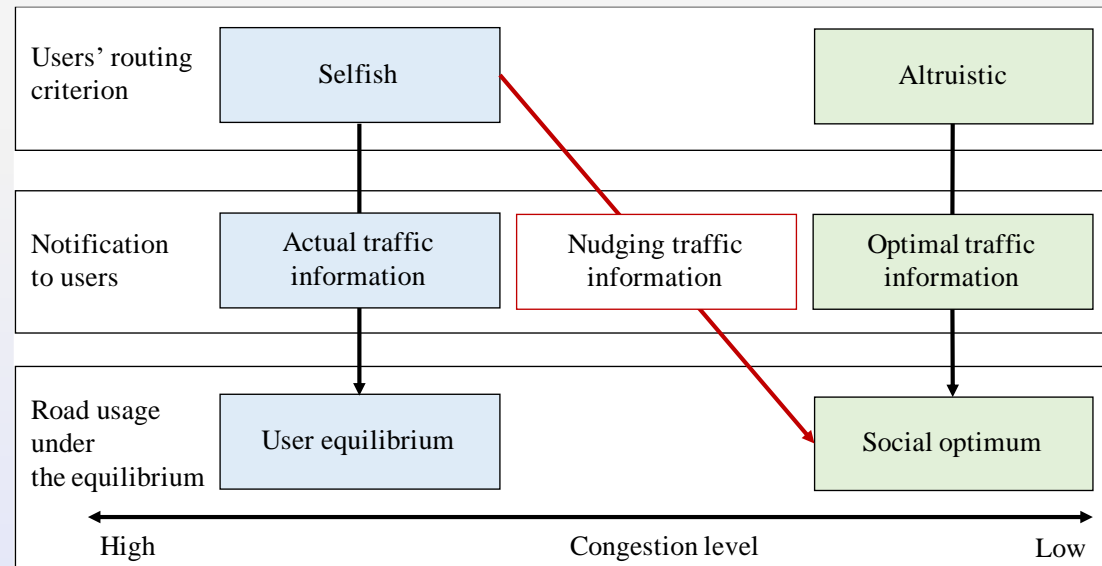 Users’ routing
criterion
Selfish
Altruistic
Notification
to users
Actual traffic
information
Nudging traffic
information
Optimal traffic
information
Road usage
under
the equilibrium
User equilibrium
Social optimum
High
Congestion level
Low